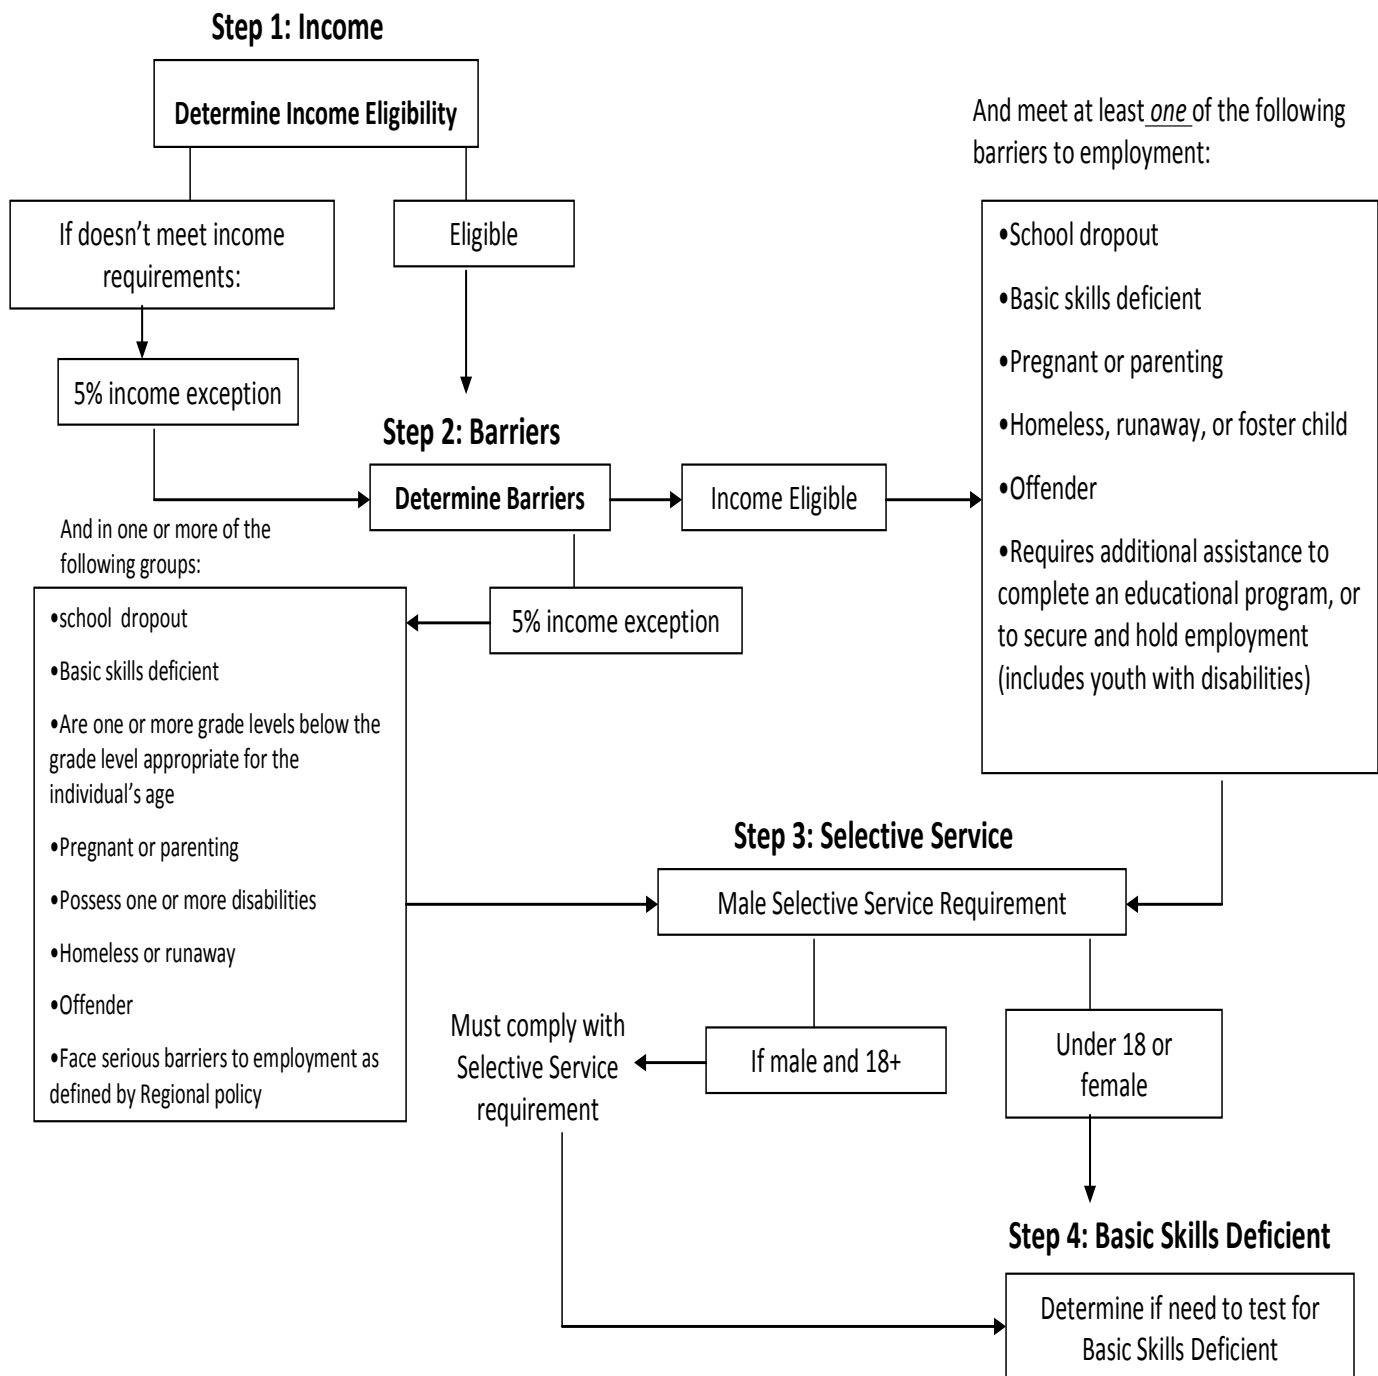 Step 1: Income
Determine Income Eligibility
If doesn't meet income
requirements:
Eligible
5% income exception
Step 2: Barriers
Determine Barriers
Income Eligible
And meet at least one of the following
barriers to employment:
•School dropout
•Basic skills deficient
•Pregnant or parenting
•Homeless, runaway, or foster child
•Offender
•Requires additional assistance to
complete an educational program, or
to secure and hold employment
(includes youth with disabilities)
5% income exception
And in one or more of the
following groups:
•school  dropout
•Basic skills deficient
•Are one or more grade levels below the
grade level appropriate for the
individual's age
•Pregnant or parenting
•Possess one or more disabilities
•Homeless or runaway
•Offender
•Face serious barriers to employment as
defined by Regional policy
Step 3: Selective Service
Male Selective Service Requirement
If male and 18+
Must comply with
Selective Service
requirement
Under 18 or
female
Step 4: Basic Skills Deficient
Determine if need to test for
Basic Skills Deficient